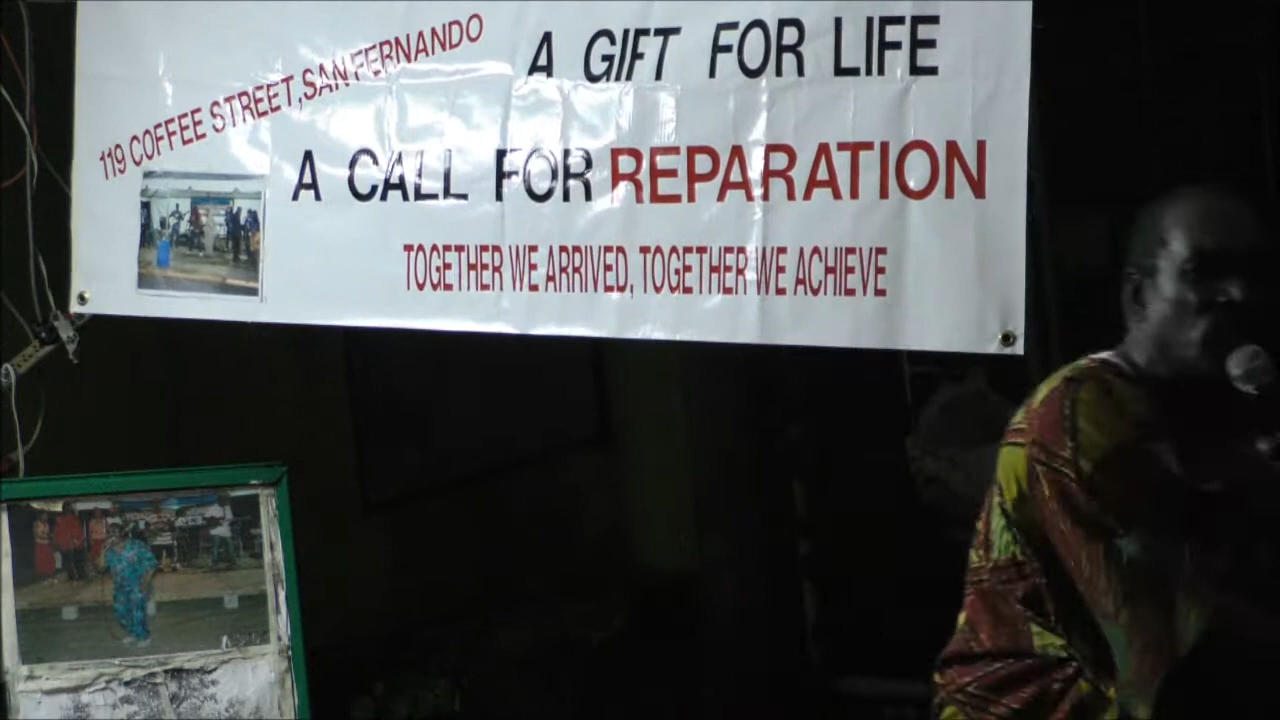 119 COFFEE STREET, SAN FERNANDO
A GIFT FOR LIFE
A CALL FOR REPARATION
TOGETHER WE ARRIVED, TOGETHER WE ACHIEVE